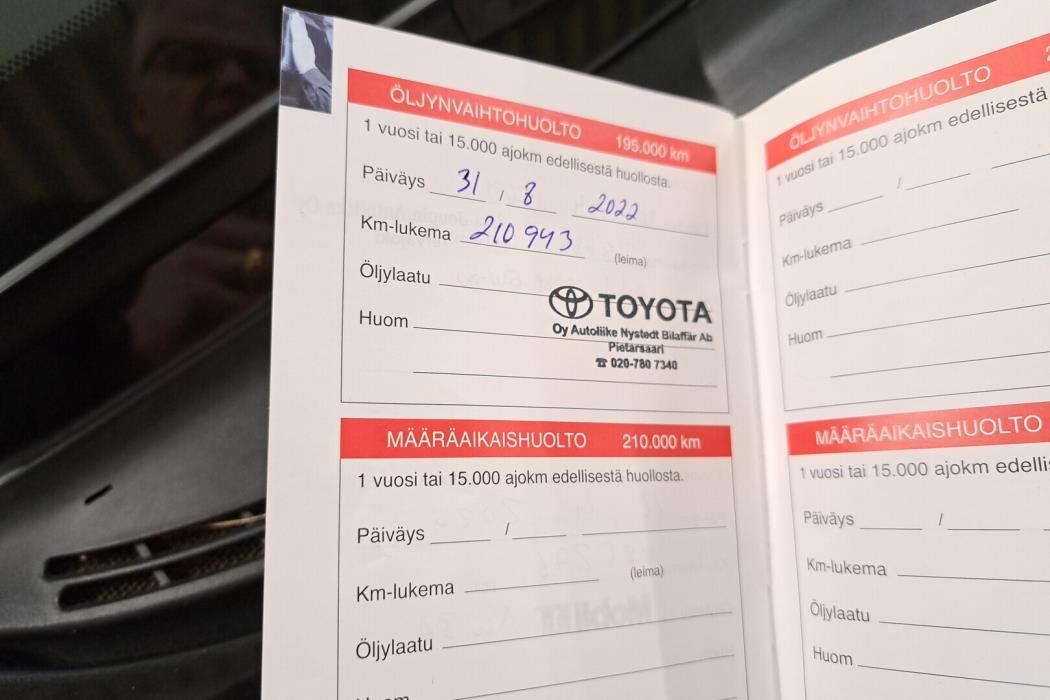 ÖLJYNVAIHTOHUOLTO 195.000 km
1 vuosi tai 15.000 ajokm edellisestä huollosta.
Päiväys 31 / 8 2022
Km-lukema 210 943
(leima)
Öljylaatu
Huom
TOYOTA
Oy Autoliike Nystedt Bilaffär Ab
Pietarsaari
☎ 020-780 7340
MÄÄRÄAIKAISHUOLTO 210.000 km
1 vuosi tai 15.000 ajokm edellisestä huollosta.
Päiväys /
Km-lukema
(leima)
Öljylaatu
Huom
ÖLJYNVAIHTOHUOLTO
1 vuosi tai 15.000 ajokm edellisestä
Päiväys /
Km-lukema
Öljylaatu
Huom
MÄÄRÄAIKAISHUOLTO
1 vuosi tai 15.000 ajokm
Päiväys /
Km-lukema
Öljylaatu
Huom